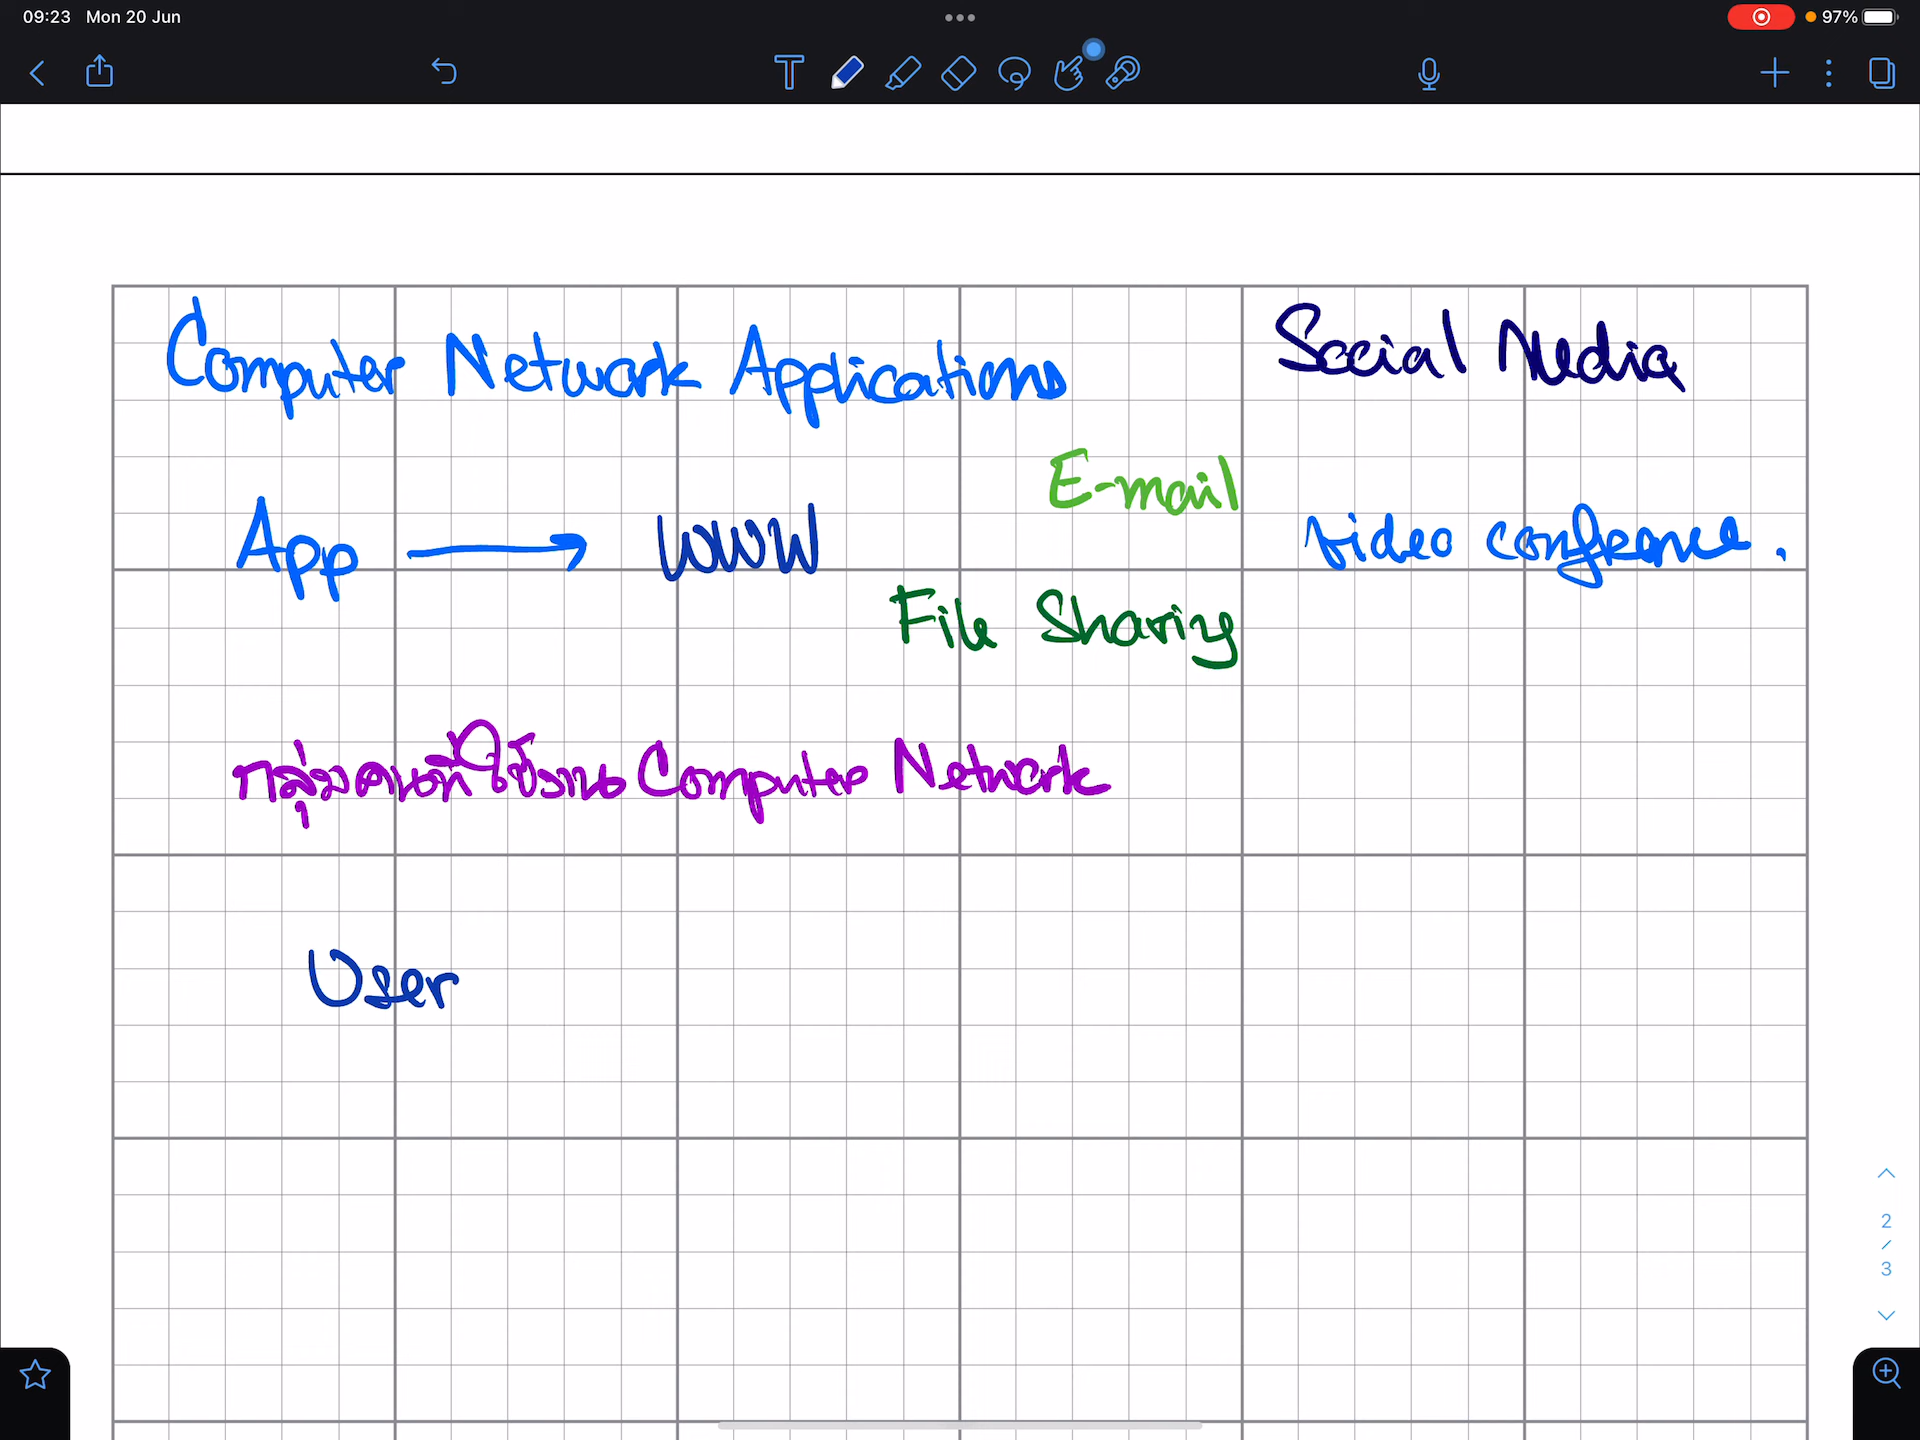 09:23 Mon 20 Jun
97%
Computer Network Applications
Social Media
E-mail
App → WWW
video conference.
File Sharing
กลุ่มคนที่ใช้งาน Computer Network
User
2
/
3